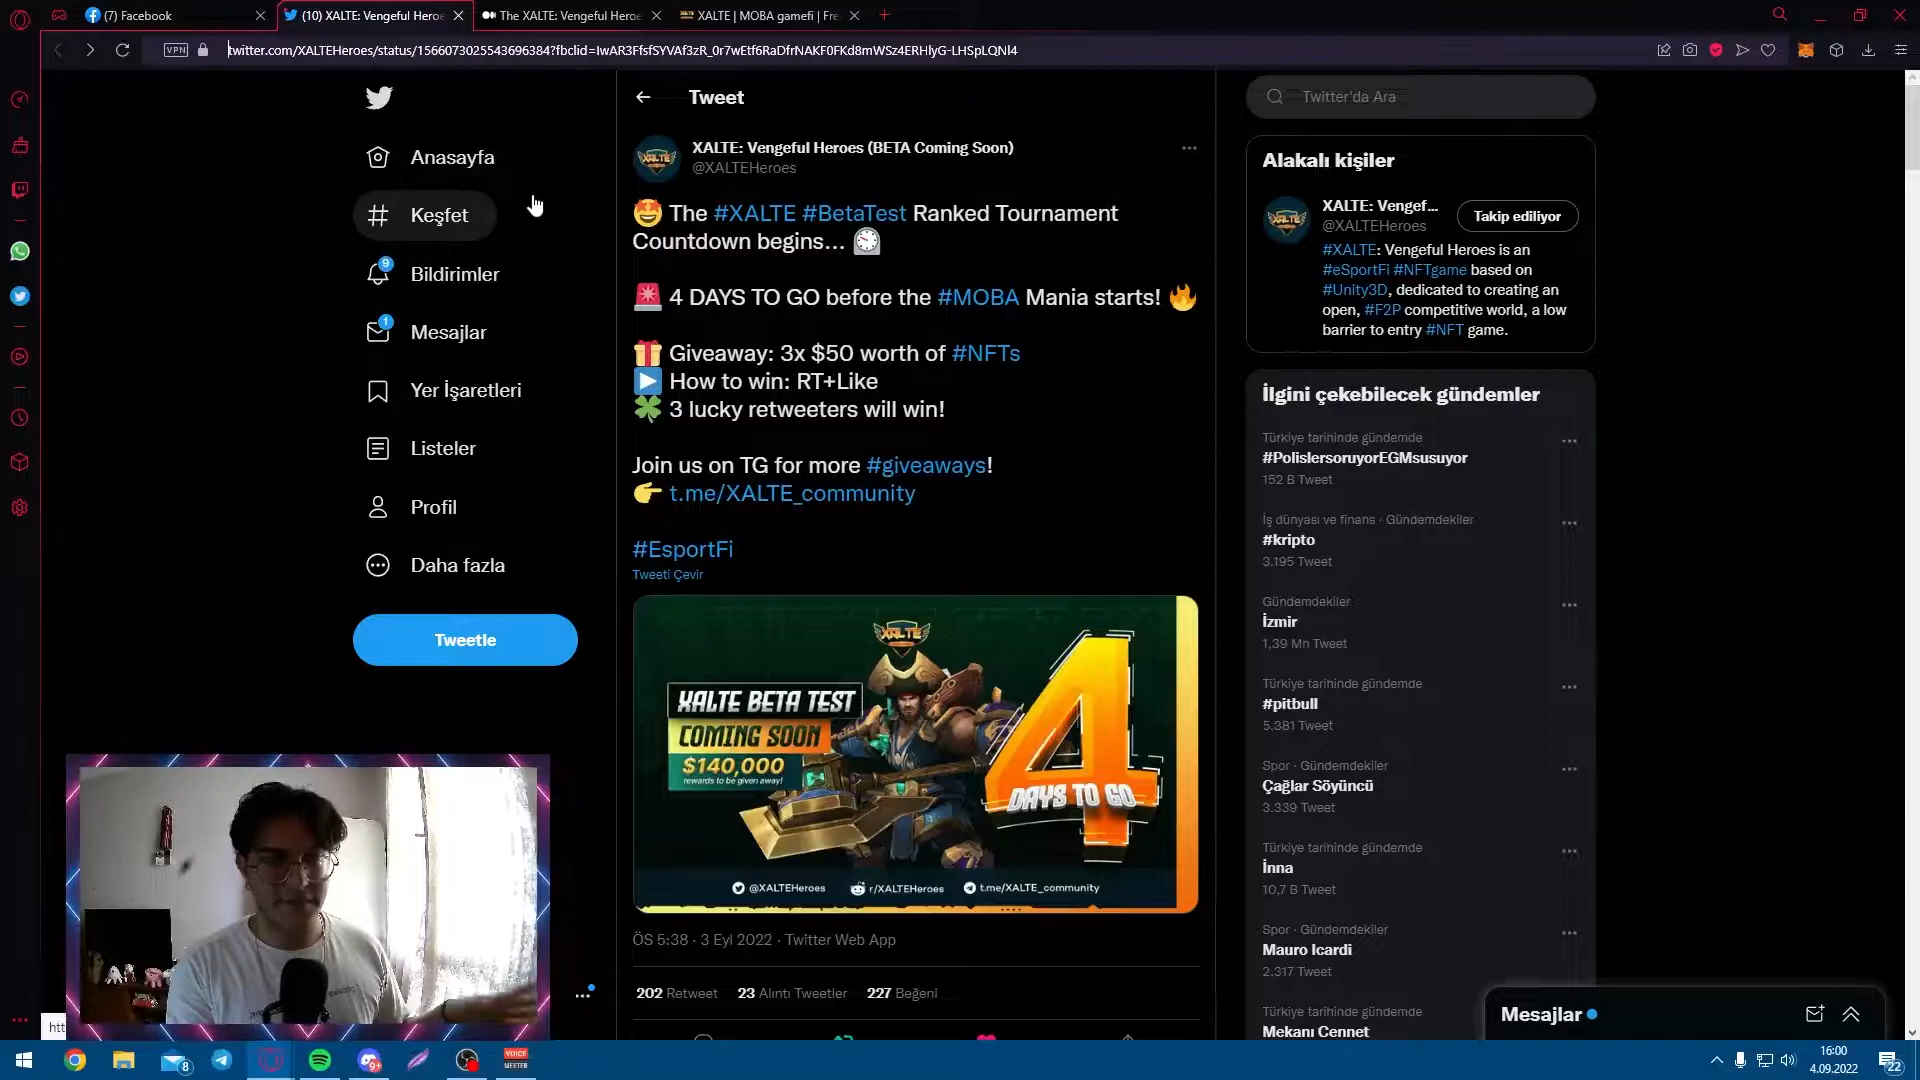 (7) Facebook
(10) XALTE: Vengeful Heroe
The XALTE: Vengeful Heroe
XALTE | MOBA gamefi | Fre
VPN
twitter.com/XALTEHeroes/status/1566073025543696384?fbclid=IwAR3FfsfSYVAf3zR_0r7wEtf6RaDfrNAKF0FKd8mWSz4ERHlyG-LHSpLQNl4
Anasayfa
Keşfet
9
Bildirimler
1
Mesajlar
Yer İşaretleri
Listeler
Profil
Daha fazla
Tweetle
Tweet
XALTE: Vengeful Heroes (BETA Coming Soon)
@XALTEHeroes
The #XALTE #BetaTest Ranked Tournament
Countdown begins...
4 DAYS TO GO before the #MOBA Mania starts!
Giveaway: 3x $50 worth of #NFTs
How to win: RT+Like
3 lucky retweeters will win!
Join us on TG for more #giveaways!
t.me/XALTE_community
#EsportFi
Tweeti Çevir
XALTE
XALTE BETA TEST
COMING SOON
$140,000
rewards to be given away!
4
DAYS TO GO
@XALTEHeroes
r/XALTEHeroes
t.me/XALTE_community
ÖS 5:38 · 3 Eyl 2022 · Twitter Web App
202 Retweet 23 Alıntı Tweetler 227 Beğeni
Twitter'da Ara
Alakalı kişiler
XALTE: Vengef...
@XALTEHeroes
Takip ediliyor
#XALTE: Vengeful Heroes is an
#eSportFi #NFTgame based on
#Unity3D, dedicated to creating an
open, #F2P competitive world, a low
barrier to entry #NFT game.
İlgini çekebilecek gündemler
Türkiye tarihinde gündemde
#PolislersoruyorEGMsusuyor
152 B Tweet
İş dünyası ve finans · Gündemdekiler
#kripto
3.195 Tweet
Gündemdekiler
İzmir
1,39 Mn Tweet
Türkiye tarihinde gündemde
#pitbull
5.381 Tweet
Spor · Gündemdekiler
Çağlar Söyüncü
3.339 Tweet
Türkiye tarihinde gündemde
İnna
10,7 B Tweet
Spor · Gündemdekiler
Mauro Icardi
2.317 Tweet
Türkiye tarihinde gündemde
Mekanı Cennet
Mesajlar
htt
8
9+
VOICE
MEETER
16:00
4.09.2022
22